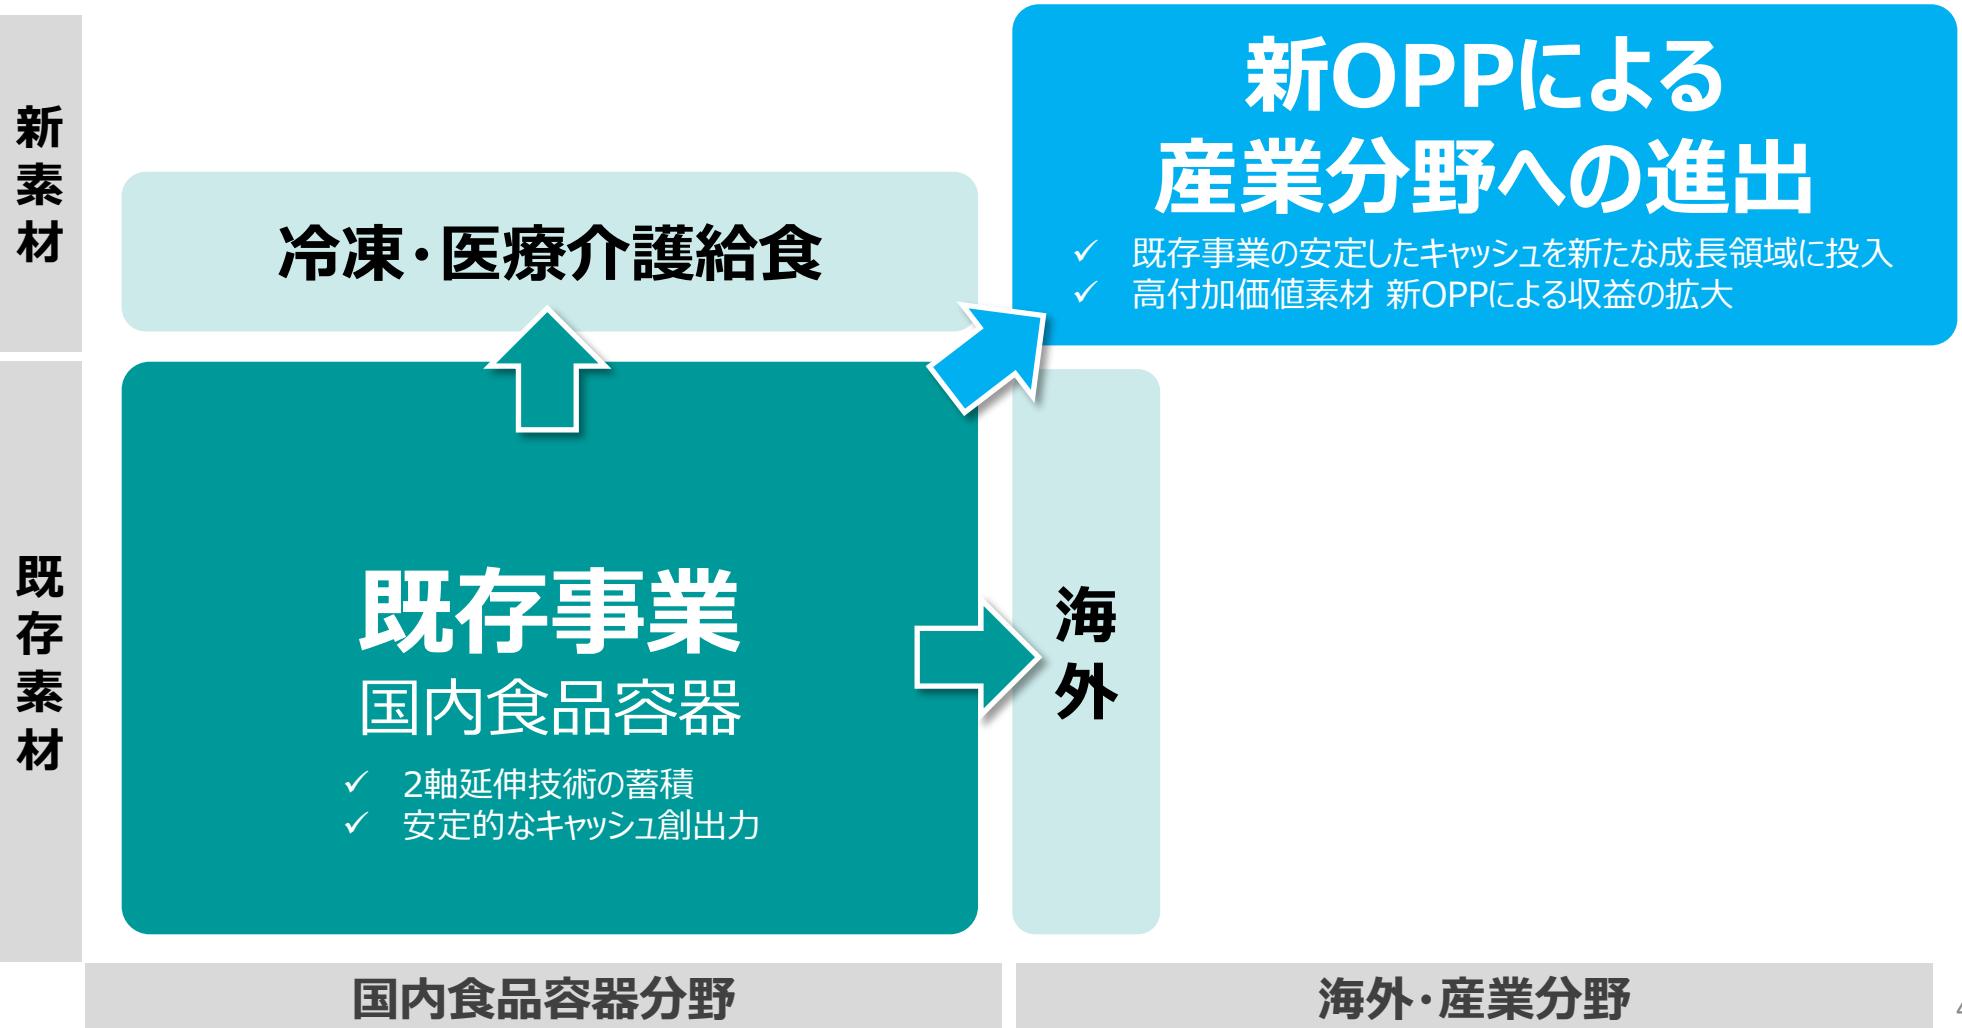 新素材
新OPPによる
産業分野への進出
✓ 既存事業の安定したキャッシュを新たな成長領域に投入
✓ 高付加価値素材 新OPPによる収益の拡大
冷凍・医療介護給食
既存素材
既存事業
国内食品容器
✓ 2軸延伸技術の蓄積
✓ 安定的なキャッシュ創出力
海外
国内食品容器分野
海外・産業分野